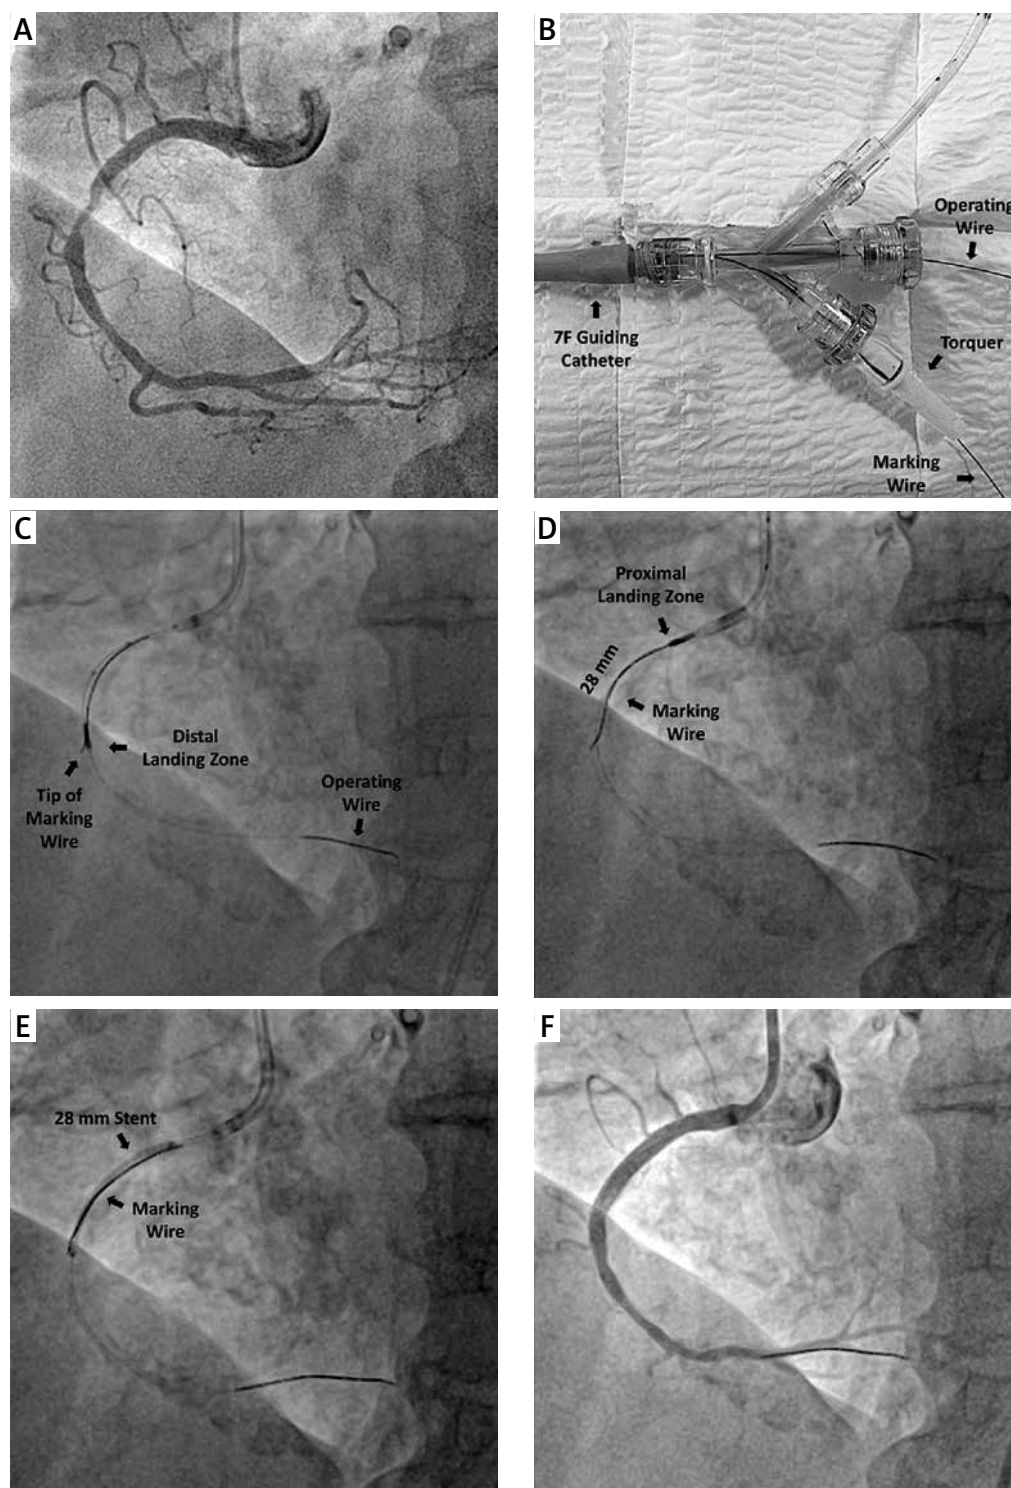 A
B
Operating
Wire
7F Guiding
Catheter
Torquer
Marking
Wire
C
Distal
Landing Zone
Tip of
Marking
Wire
Operating
Wire
D
Proximal
Landing Zone
28 mm
Marking
Wire
E
28 mm Stent
Marking
Wire
F